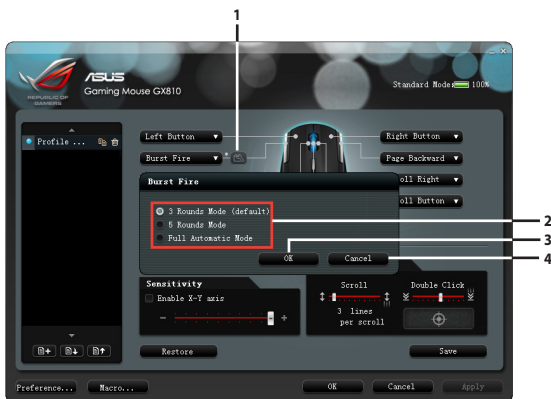 1
ASUS
Gaming Mouse GX810
REPUBLIC OF
GAMERS
Standard Mode 100%
Profile ...
Left Button
Right Button
Burst Fire
Page Backward
oll Right
oll Button
Burst Fire
3 Rounds Mode (default)
5 Rounds Mode
Full Automatic Mode
2
3
OK
Cancel
4
Sensitivity
Enable X-Y axis
- +
Scroll
3 lines
per scroll
Double Click
Restore
Save
Preference...
Macro...
OK
Cancel
Apply